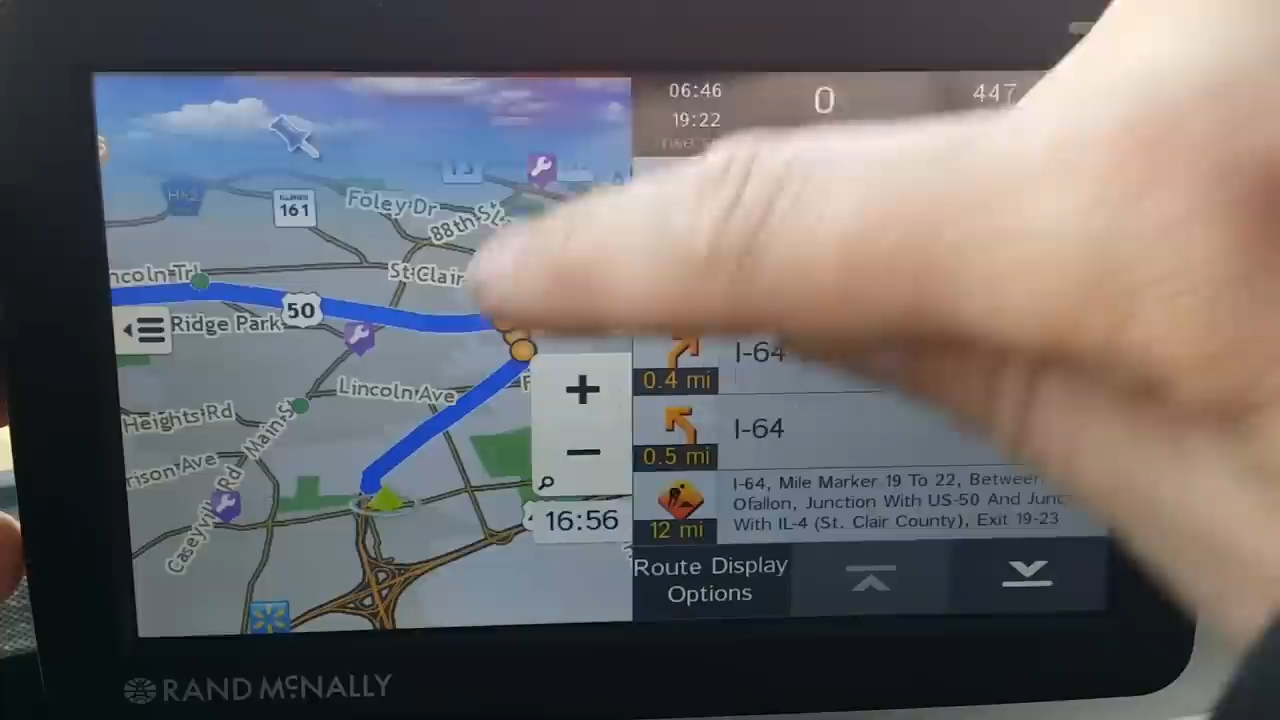 06:46
0
447
19:22
HNZ
ILLINOIS
161
Foley Dr
88th St
St Clair
ncoln Trl
50
Ridge Park
Lincoln Ave
Heights Rd
Main St
rison Ave
Caseyville Rd
+
−
16:56
0.4 mi
I-64
0.5 mi
I-64
12 mi
I-64, Mile Marker 19 To 22, Between
Ofallon, Junction With US-50 And Junc
With IL-4 (St. Clair County), Exit 19-23
Route Display
Options
RAND MCNALLY